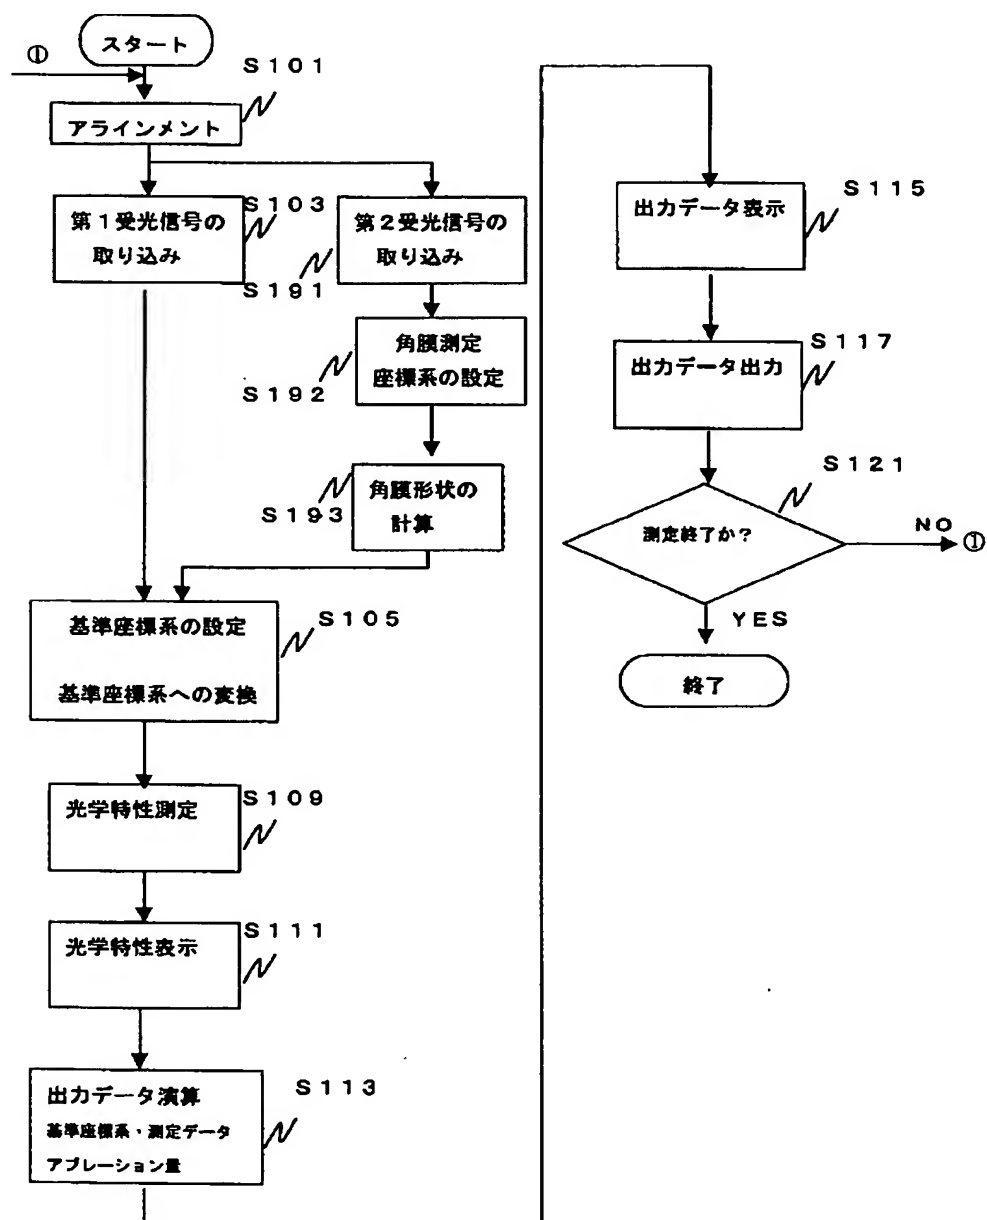 スタート
①
S101
アラインメント
S103
第1受光信号の
取り込み
第2受光信号の
取り込み
S191
角膜測定
座標系の設定
S192
角膜形状の
計算
S193
基準座標系の設定
基準座標系への変換
S105
光学特性測定
S109
光学特性表示
S111
出力データ演算
基準座標系・測定データ
アブレーション量
S113
出力データ表示
S115
出力データ出力
S117
S121
測定終了か?
NO
①
YES
終了